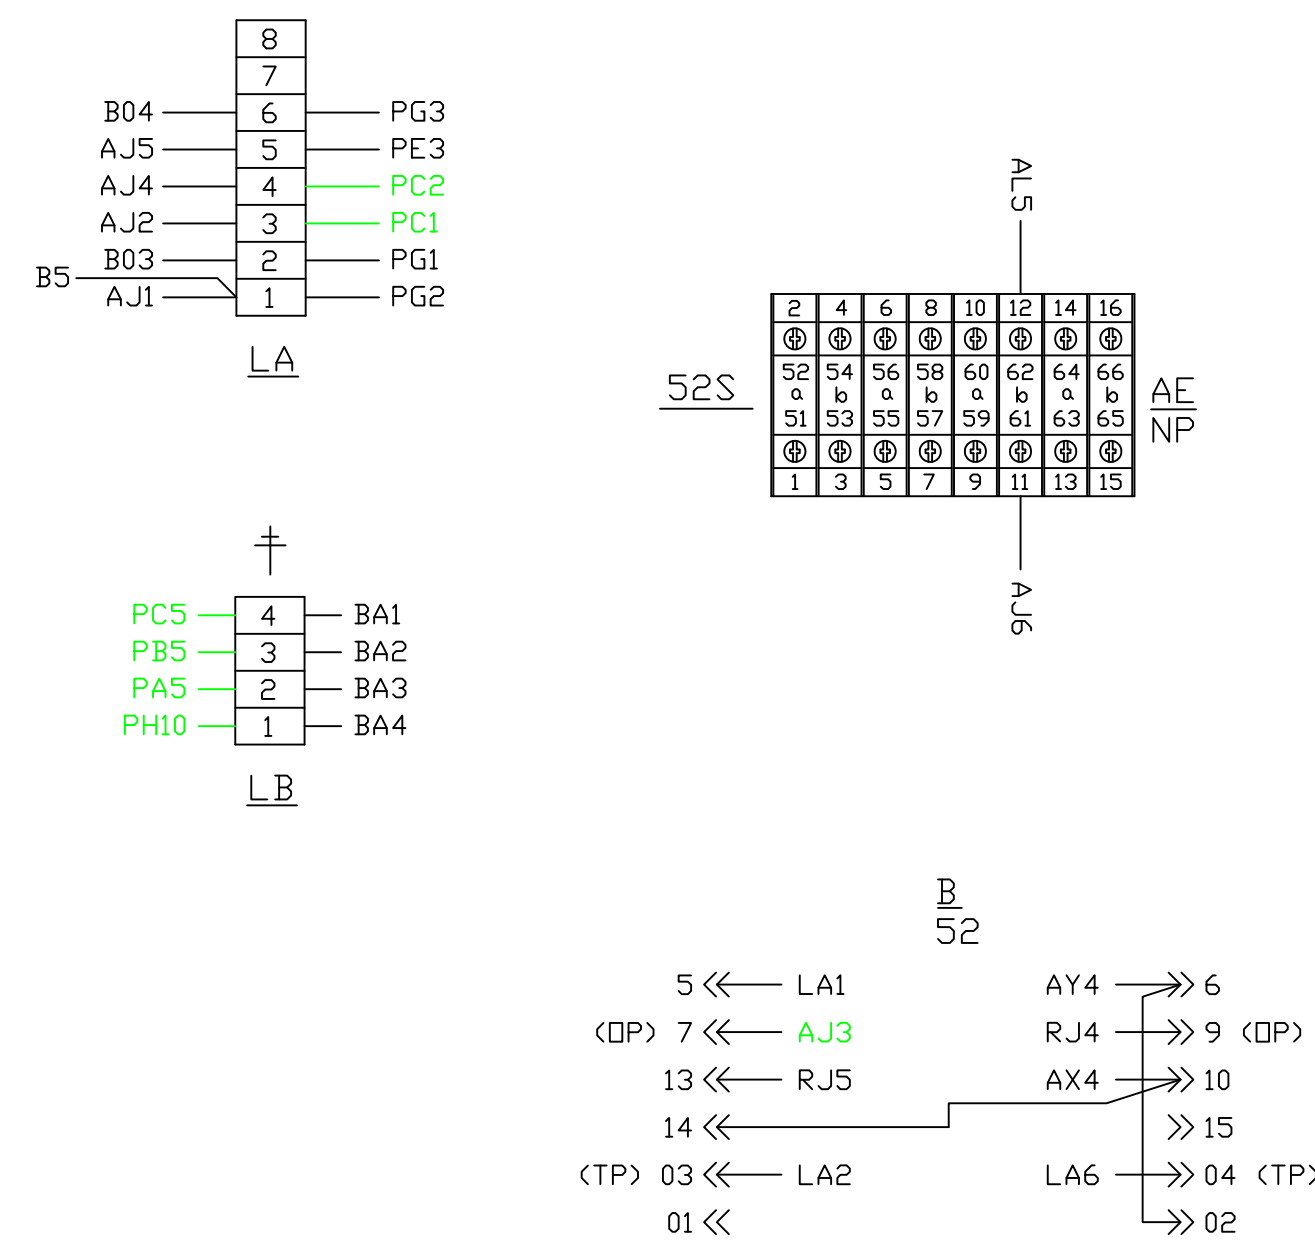 8
7
B04 6 PG3
AJ5 5 PE3
AJ4 4 PC2
AJ2 3 PC1
B03 2 PG1
B5
AJ1 1 PG2
LA
PC5 4 BA1
PB5 3 BA2
PA5 2 BA3
PH10 1 BA4
LB
AL5
2 4 6 8 10 12 14 16
52 54 56 58 60 62 64 66
a b a b a b a b
51 53 55 57 59 61 63 65
1 3 5 7 9 11 13 15
52S
AE
NP
AJ6
B
52
5 LA1 AY4 6
(OP) 7 AJ3 RJ4 9 (OP)
13 RJ5 AX4 10
14 15
(TP) 03 LA2 LA6 04 (TP)
01 02